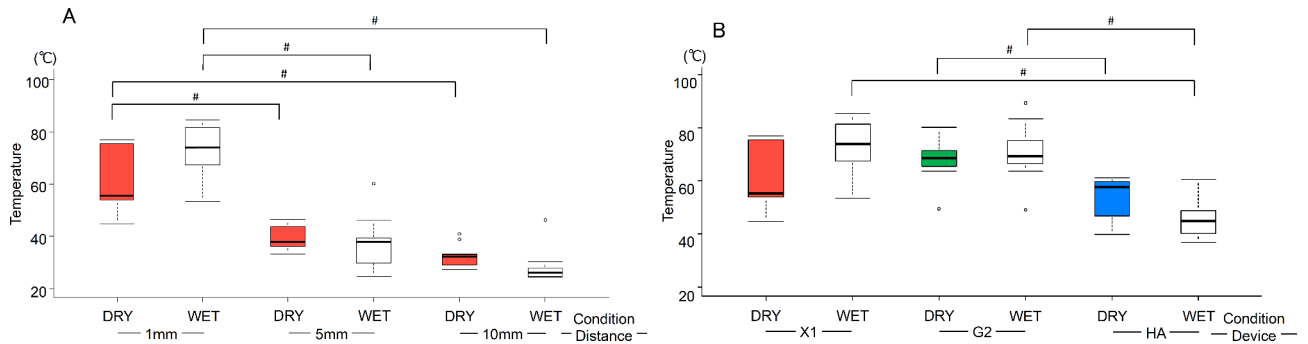 A
(℃)
#
#
#
#
100
80
60
40
20
Temperature
DRY WET DRY WET DRY WET Condition
1mm 5mm 10mm Distance
B
(℃)
#
#
#
100
80
60
40
20
Temperature
DRY WET DRY WET DRY WET Condition
X1 G2 HA Device